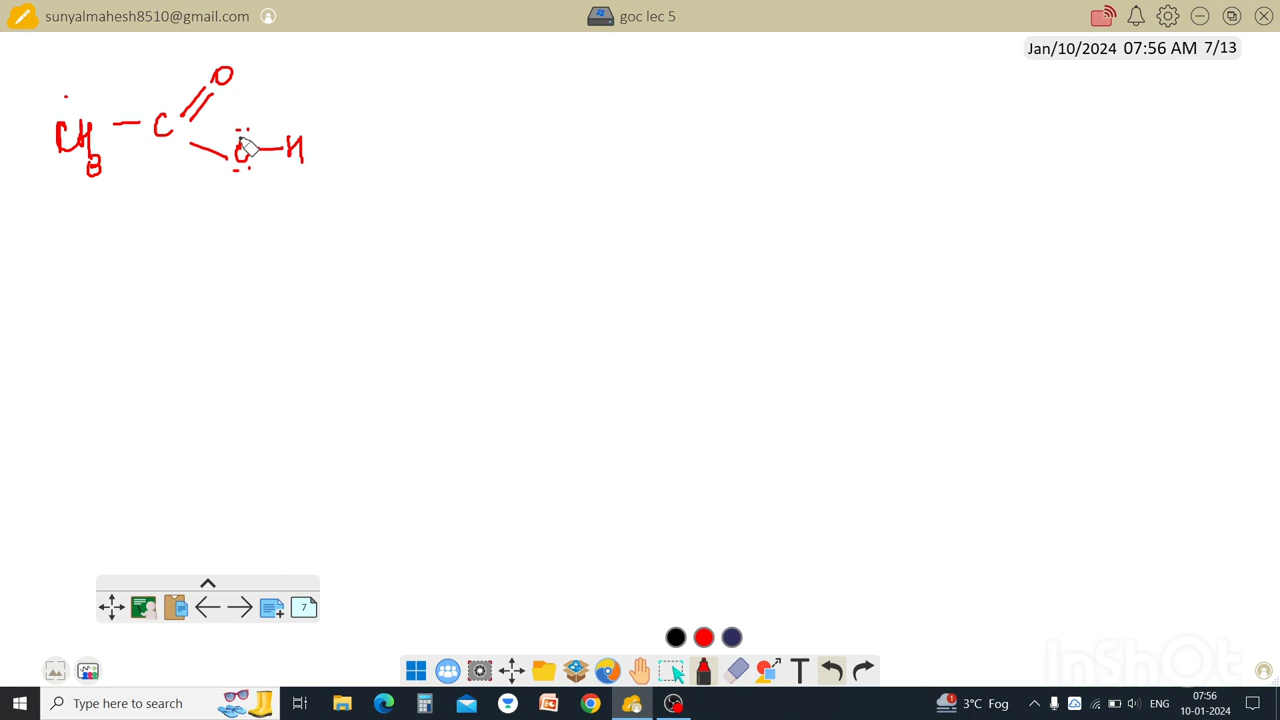 sunyalmahesh8510@gmail.com
goc lec 5
Jan/10/2024 07:56 AM 7/13
O
CH3 — C
O — H
7
T
InShOt
Type here to search
3°C Fog
ENG
07:56
10-01-2024